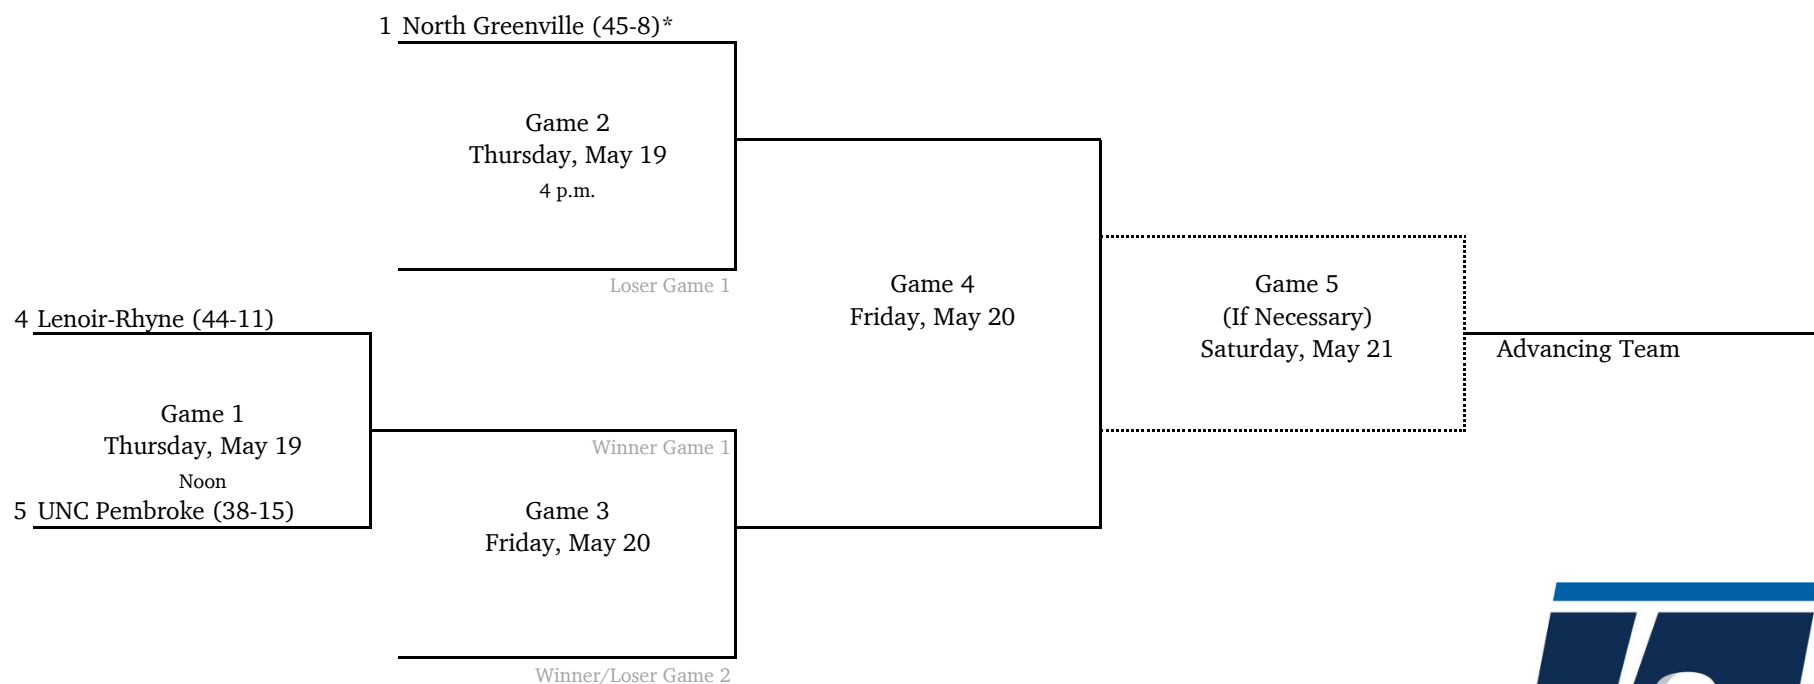 1 North Greenville (45-8)*
Game 2
Thursday, May 19
4 p.m.
Loser Game 1
4 Lenoir-Rhyne (44-11)
Game 1
Thursday, May 19
Noon
5 UNC Pembroke (38-15)
Winner Game 1
Game 3
Friday, May 20
Winner/Loser Game 2
Game 4
Friday, May 20
Game 5
(If Necessary)
Saturday, May 21
Advancing Team